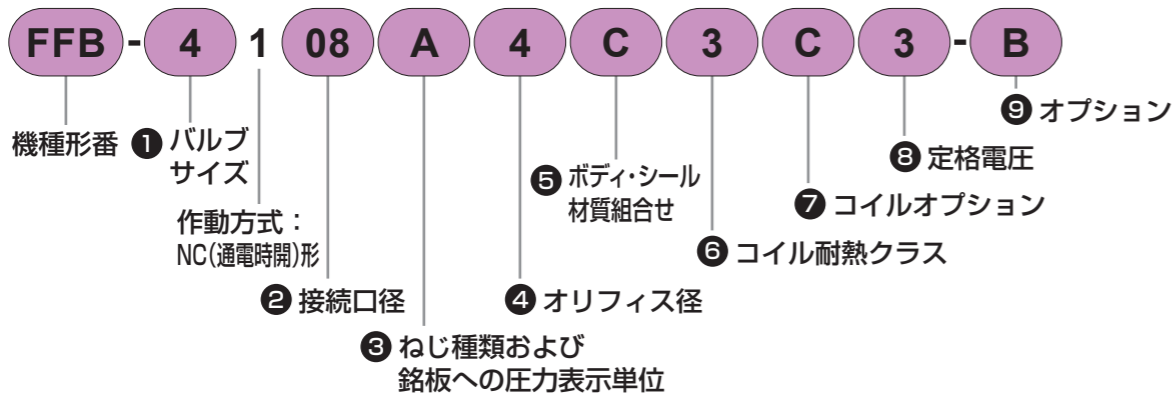 FFB - 4 1 08 A 4 C 3 C 3 - B
機種形番
❶ バルブ
サイズ
作動方式：
NC(通電時開)形
❷ 接続口径
❸ ねじ種類および
銘板への圧力表示単位
❹ オリフィス径
❺ ボディ・シール
材質組合せ
❻ コイル耐熱クラス
❼ コイルオプション
❽ 定格電圧
❾ オプション